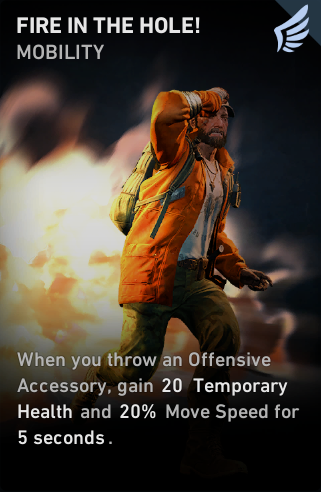 FIRE IN THE HOLE!
MOBILITY
When you throw an Offensive
Accessory, gain 20 Temporary
Health and 20% Move Speed for
5 seconds.